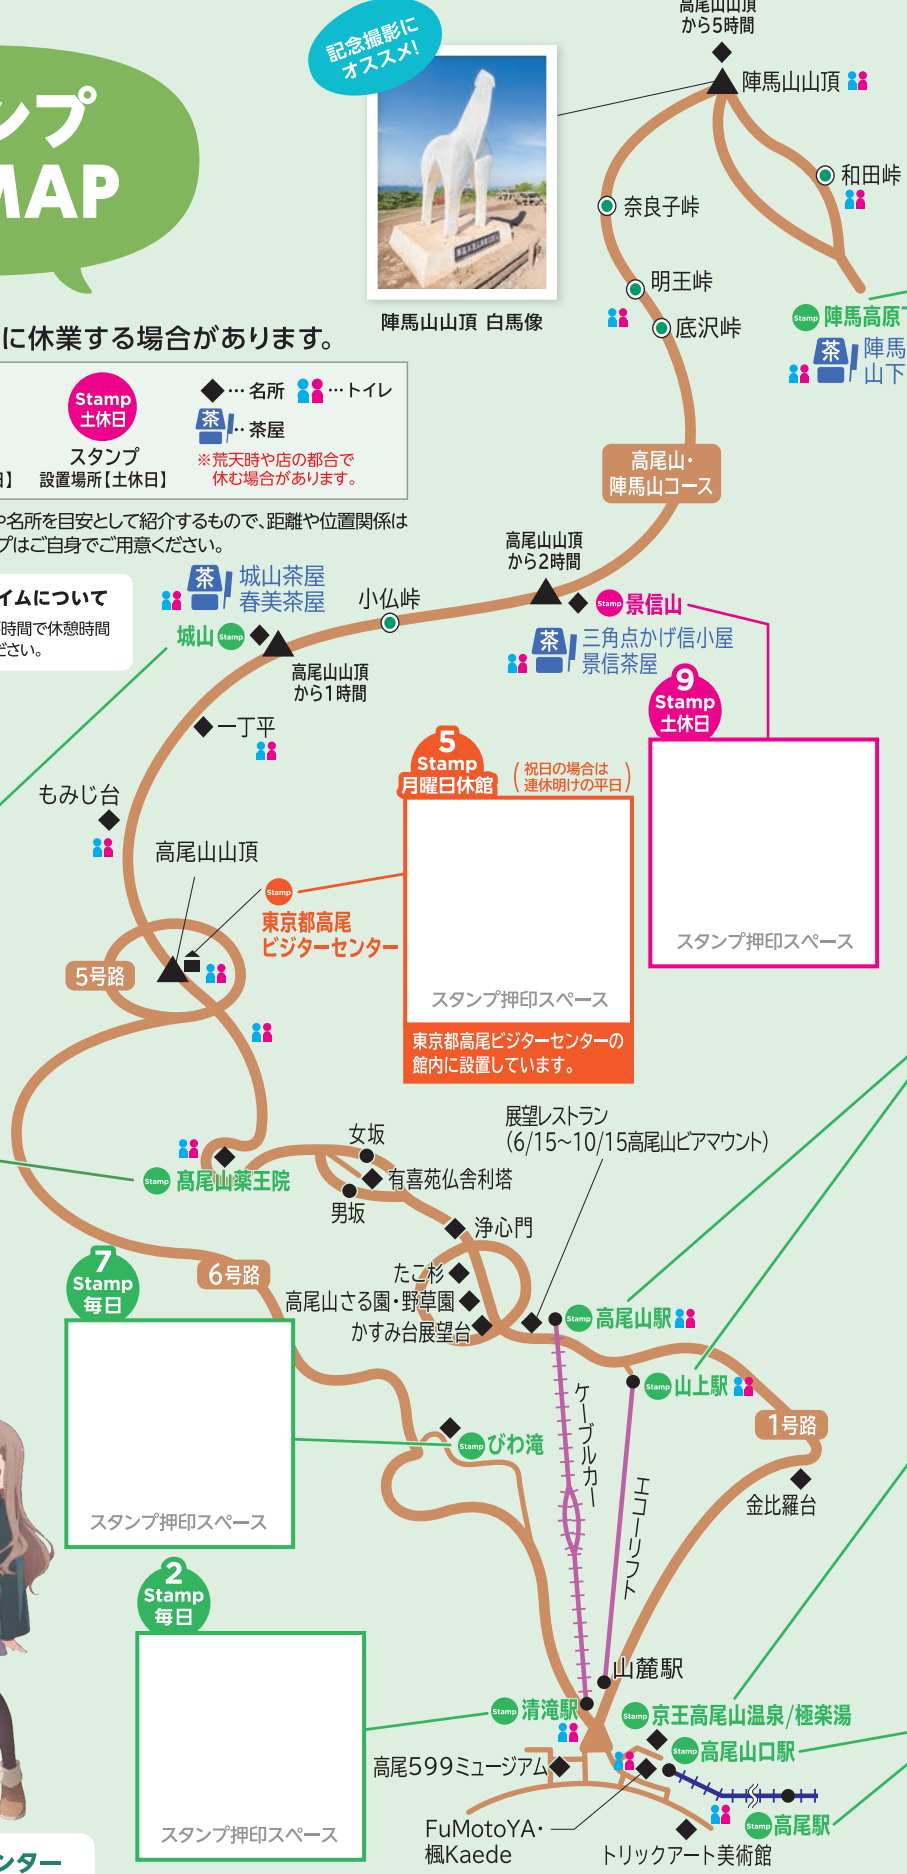 ンプ
MAP
記念撮影に
オススメ!
陣馬山山頂 白馬像
高尾山山頂
から5時間
陣馬山山頂
和田峠
奈良子峠
明王峠
底沢峠
Stamp
陣馬高原下
茶
陣馬
山下
に休業する場合があります。
Stamp
土休日
スタンプ
設置場所【土休日】
日】
◆…名所
…トイレ
茶
…茶屋
※荒天時や店の都合で
休む場合があります。
や名所を目安として紹介するもので、距離や位置関係は
プはご自身でご用意ください。
イムについて
時間で休憩時間
ださい。
高尾山・
陣馬山コース
高尾山山頂
から2時間
Stamp
景信山
茶
三角点かげ信小屋
景信茶屋
小仏峠
茶
城山茶屋
春美茶屋
城山
Stamp
高尾山山頂
から1時間
一丁平
もみじ台
高尾山山頂
5号路
Stamp
東京都高尾
ビジターセンター
5
Stamp
月曜日休館
(祝日の場合は
連休明けの平日)
スタンプ押印スペース
東京都高尾ビジターセンターの
館内に設置しています。
9
Stamp
土休日
スタンプ押印スペース
展望レストラン
(6/15〜10/15高尾山ビアマウント)
女坂
有喜苑仏舎利塔
男坂
Stamp
髙尾山薬王院
浄心門
たこ杉
高尾山さる園・野草園
かすみ台展望台
6号路
7
Stamp
毎日
スタンプ押印スペース
Stamp
高尾山駅
Stamp
山上駅
1号路
金比羅台
Stamp
びわ滝
ケーブルカー
エコーリフト
2
Stamp
毎日
スタンプ押印スペース
山麓駅
Stamp
清滝駅
Stamp
京王高尾山温泉/極楽湯
Stamp
高尾山口駅
高尾599ミュージアム
Stamp
高尾駅
FuMotoYA・
楓Kaede
トリックアート美術館
ンター